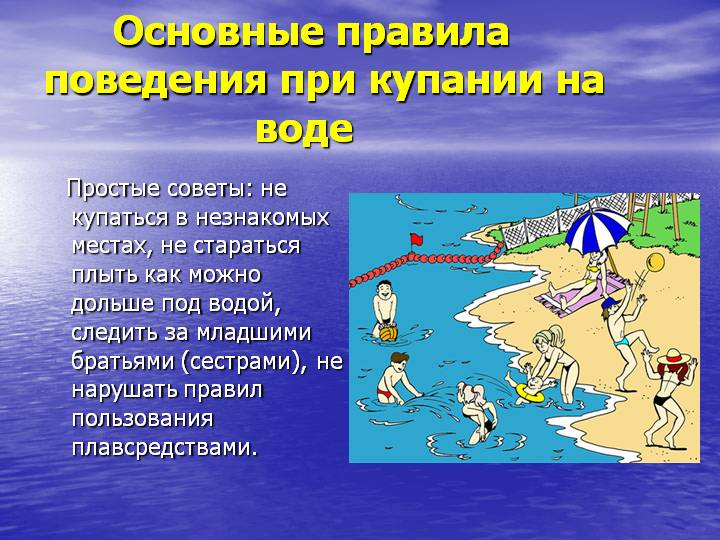 Основные правила
поведения при купании на
воде
Простые советы: не
купаться в незнакомых
местах, не стараться
плыть как можно
дольше под водой,
следить за младшими
братьями (сестрами), не
нарушать правил
пользования
плавсредствами.